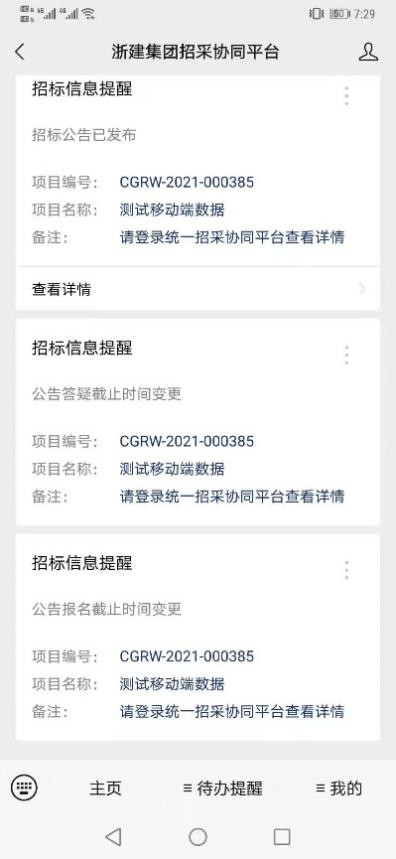 7:29
浙建集团招采协同平台
招标信息提醒
招标公告已发布
项目编号： CGRW-2021-000385
项目名称： 测试移动端数据
备注： 请登录统一招采协同平台查看详情
查看详情
招标信息提醒
公告答疑截止时间变更
项目编号： CGRW-2021-000385
项目名称： 测试移动端数据
备注： 请登录统一招采协同平台查看详情
招标信息提醒
公告报名截止时间变更
项目编号： CGRW-2021-000385
项目名称： 测试移动端数据
备注： 请登录统一招采协同平台查看详情
主页 ≡ 待办提醒 ≡ 我的